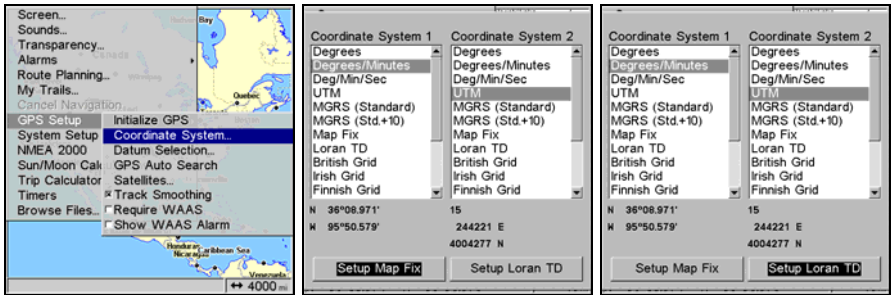 Screen...
Sounds...
Transparency...
Alarms
Route Planning...
My Trails...
Cancel Navigation...
GPS Setup
System Setup
NMEA 2000
Sun/Moon Calc
Trip Calculator
Timers
Browse Files...
Initialize GPS
Coordinate System...
Datum Selection...
GPS Auto Search
Satellites...
Track Smoothing
Require WAAS
Show WAAS Alarm
Bay
Canada
Quebec
Honduras
Nicaragua
Caribbean Sea
Venezuela
↔ 4000 mi
Coordinate System 1
Degrees
Degrees/Minutes
Deg/Min/Sec
UTM
MGRS (Standard)
MGRS (Std.+10)
Map Fix
Loran TD
British Grid
Irish Grid
Finnish Grid
N 36°08.971'
W 95°50.579'
Coordinate System 2
Degrees
Degrees/Minutes
Deg/Min/Sec
UTM
MGRS (Standard)
MGRS (Std.+10)
Map Fix
Loran TD
British Grid
Irish Grid
Finnish Grid
15
244221 E
4004277 N
Setup Map Fix
Setup Loran TD
Coordinate System 1
Degrees
Degrees/Minutes
Deg/Min/Sec
UTM
MGRS (Standard)
MGRS (Std.+10)
Map Fix
Loran TD
British Grid
Irish Grid
Finnish Grid
N 36°08.971'
W 95°50.579'
Coordinate System 2
Degrees
Degrees/Minutes
Deg/Min/Sec
UTM
MGRS (Standard)
MGRS (Std.+10)
Map Fix
Loran TD
British Grid
Irish Grid
Finnish Grid
15
244221 E
4004277 N
Setup Map Fix
Setup Loran TD